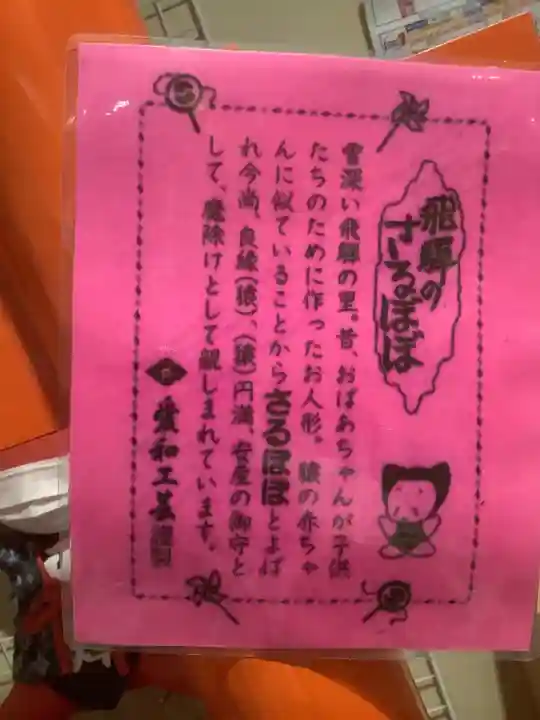 飛騨の
さるぼぼ
雪深い飛騨の里。昔、おばあちゃんが子供
たちのために作ったお人形。猿の赤ちゃ
んに似ていることからさるぼぼとよば
れ今尚、良縁(猿)、(猿)円満、安産の御守と
して、魔除けとして親しまれています。
愛和工芸謹製